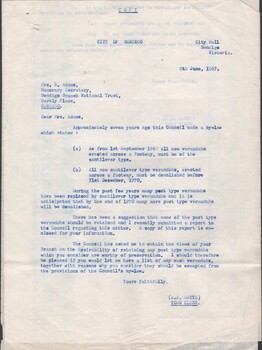 COPY
CITY OF BENDIGO
City Hall
Bendigo
Victoria.
8th June, 1967.
Mrs. E. Adams,
Honorary Secretary,
Bendigo Branch National Trust,
Place,
BENDIGO.
Dear Mrs. Adams,
Approximately seven years ago this Council made a by-law
which states :
(a) As from 1st September 1960 all new verandahs
erected across a footway, must be of the
cantilever type.
(b) All non cantilever type verandahs, erected
across a footway, must be demolished before
31st December, 1970.
During the past few years many post type verandahs
have been replaced by cantilever type verandahs and it is
anticipated that by the end of 1970 many more post type verandahs
will be demolished.
There has been a suggestion that some of the post type
verandahs should be retained and I recently submitted a report to
the Council regarding this matter. A copy of this report is en-
closed for your information.
The Council has asked me to obtain the views of your
Branch on the desirability of retaining any post type verandahs which
you consider are worthy of preservation. I should therefore
be pleased if you would let me have a list of any such verandahs,
together with reasons why you consider they should be exempted from
the provisions of the Council's by-law
Yours faithfully,
TOWN CLERK.